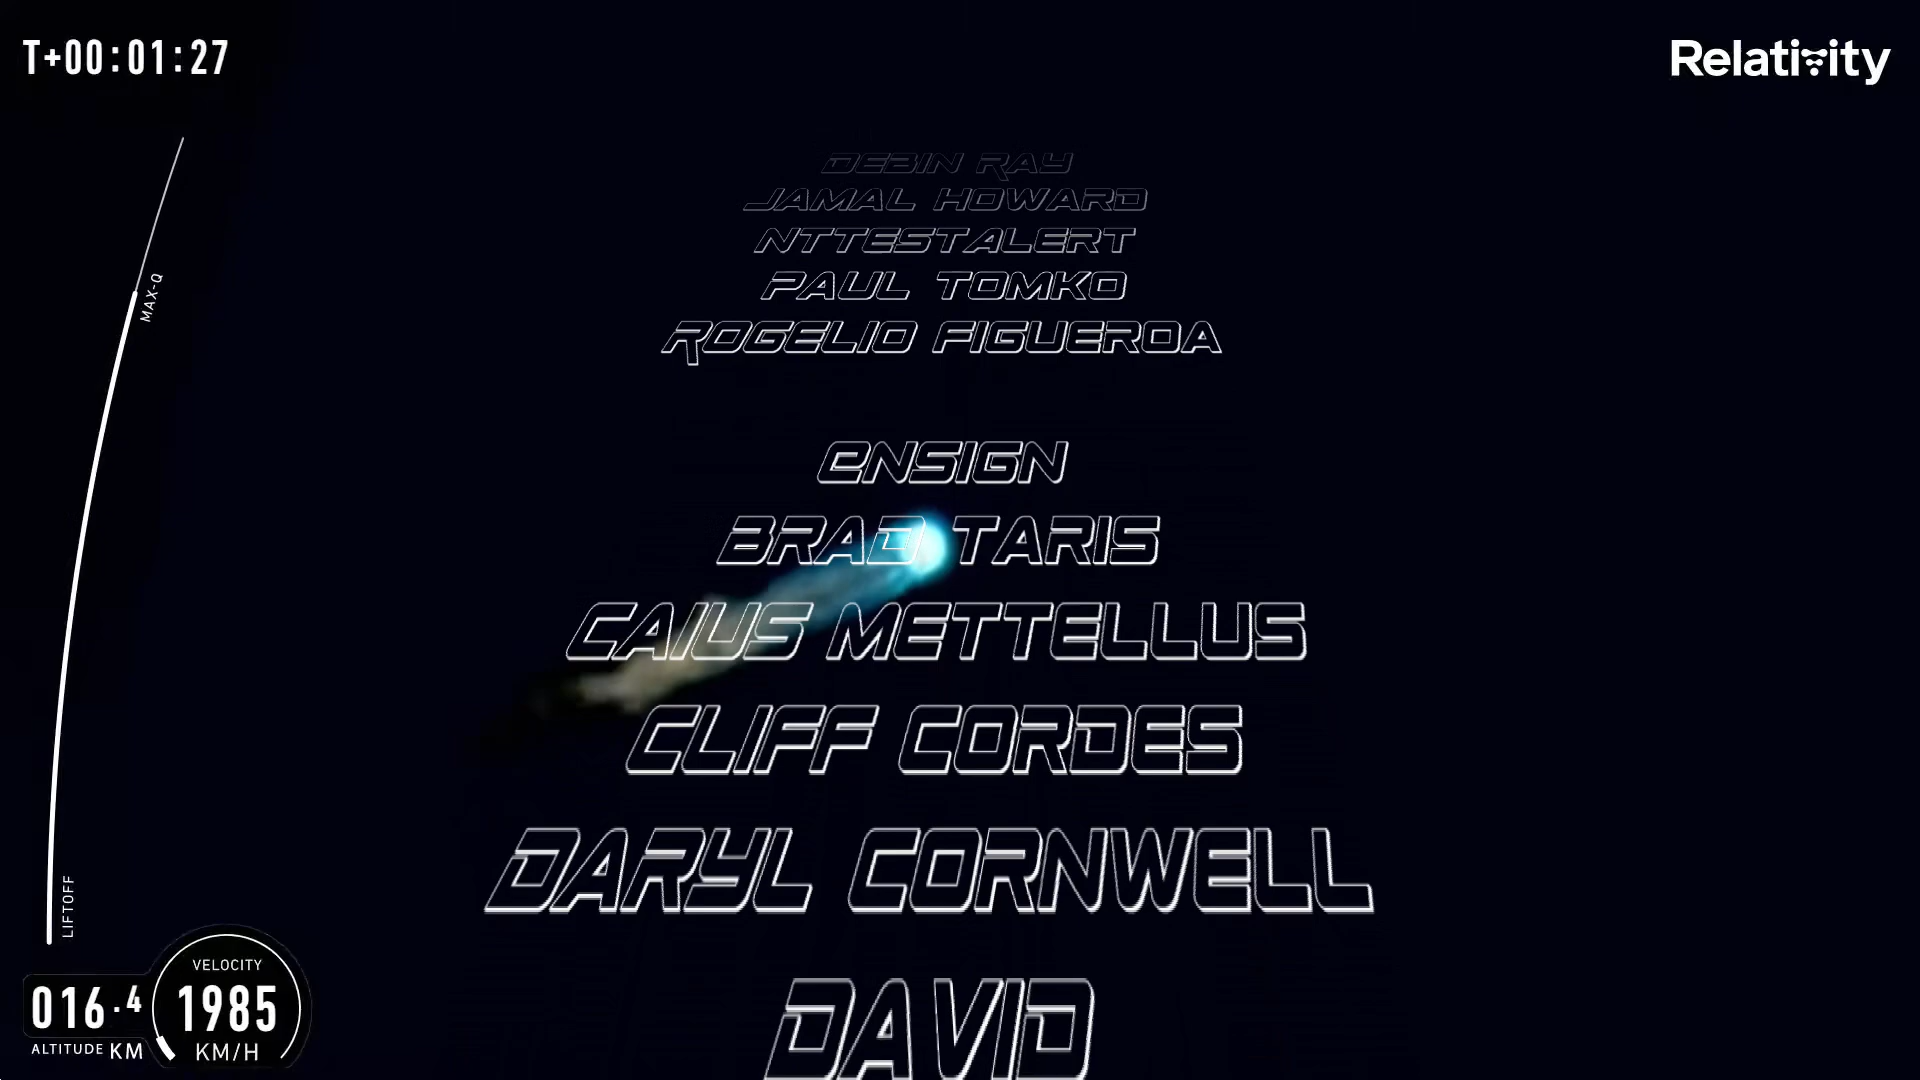 T+00:01:27
Relativity
DEBIN RAY
JAMAL HOWARD
NTTESTALERT
PAUL TOMKO
ROGELIO FIGUEROA
MAX-Q
ENSIGN
BRAD TARIS
CAIUS METTELLUS
CLIFF CORDES
DARYL CORNWELL
DAVID
LIFTOFF
VELOCITY
016.4
1985
ALTITUDE KM
KM/H